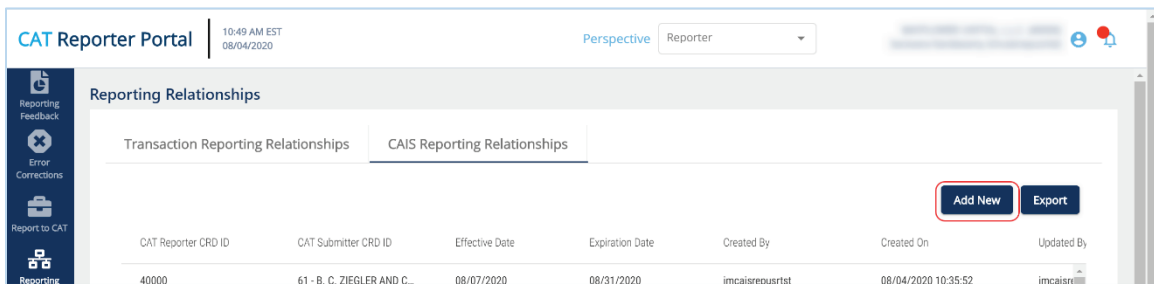 CAT Reporter Portal
10:49 AM EST
08/04/2020
Perspective
Reporter
Reporting
Feedback
Error
Corrections
Report to CAT
Reporting
Reporting Relationships
Transaction Reporting Relationships
CAIS Reporting Relationships
Add New
Export
CAT Reporter CRD ID CAT Submitter CRD ID Effective Date Expiration Date Created By Created On Updated By
40000 61 - B. C. ZIEGLER AND C... 08/07/2020 08/31/2020 imcaisrepusrtst 08/04/2020 10:35:52